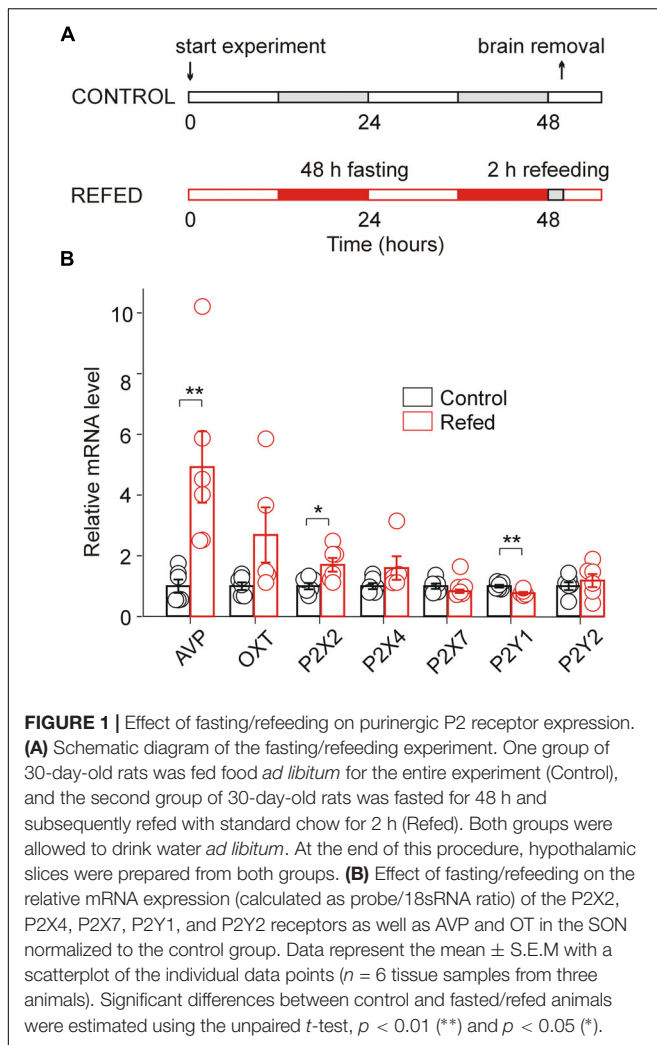 A
start experiment brain removal
CONTROL
0 24 48
48 h fasting 2 h refeeding
REFED
0 24 48
Time (hours)
B
10
8
6
4
2
0
Relative mRNA level
** * **
Control
Refed
AVP OXT P2X2 P2X4 P2X7 P2Y1 P2Y2
FIGURE 1 | Effect of fasting/refeeding on purinergic P2 receptor expression.
(A) Schematic diagram of the fasting/refeeding experiment. One group of
30-day-old rats was fed food ad libitum for the entire experiment (Control),
and the second group of 30-day-old rats was fasted for 48 h and
subsequently refed with standard chow for 2 h (Refed). Both groups were
allowed to drink water ad libitum. At the end of this procedure, hypothalamic
slices were prepared from both groups. (B) Effect of fasting/refeeding on the
relative mRNA expression (calculated as probe/18sRNA ratio) of the P2X2,
P2X4, P2X7, P2Y1, and P2Y2 receptors as well as AVP and OT in the SON
normalized to the control group. Data represent the mean ± S.E.M with a
scatterplot of the individual data points (n = 6 tissue samples from three
animals). Significant differences between control and fasted/refed animals
were estimated using the unpaired t-test, p < 0.01 (**) and p < 0.05 (*).